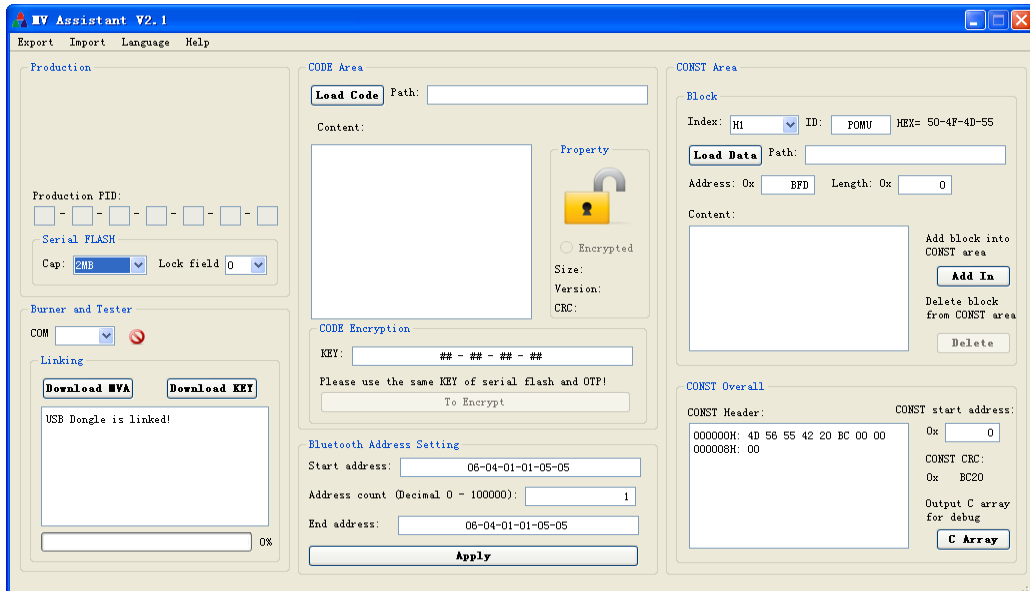 MV Assistant V2.1
Export Import Language Help
Production
Production PID:
- - - - - -
Serial FLASH
Cap: 2MB Lock field 0
Burner and Tester
COM
Linking
Download MVA Download KEY
USB Dongle is linked!
0%
CODE Area
Load Code Path:
Content:
Property
Encrypted
Size:
Version:
CRC:
CODE Encryption
KEY: ## - ## - ## - ##
Please use the same KEY of serial flash and OTP!
To Encrypt
Bluetooth Address Setting
Start address: 06-04-01-01-05-05
Address count (Decimal 0 - 100000): 1
End address: 06-04-01-01-05-05
Apply
CONST Area
Block
Index: H1 ID: POMU HEX= 50-4F-4D-55
Load Data Path:
Address: 0x BFD Length: 0x 0
Content:
Add block into
CONST area
Add In
Delete block
from CONST area
Delete
CONST Overall
CONST Header:
000000H: 4D 56 55 42 20 BC 00 00
000008H: 00
CONST start address:
0x 0
CONST CRC:
0x BC20
Output C array
for debug
C Array